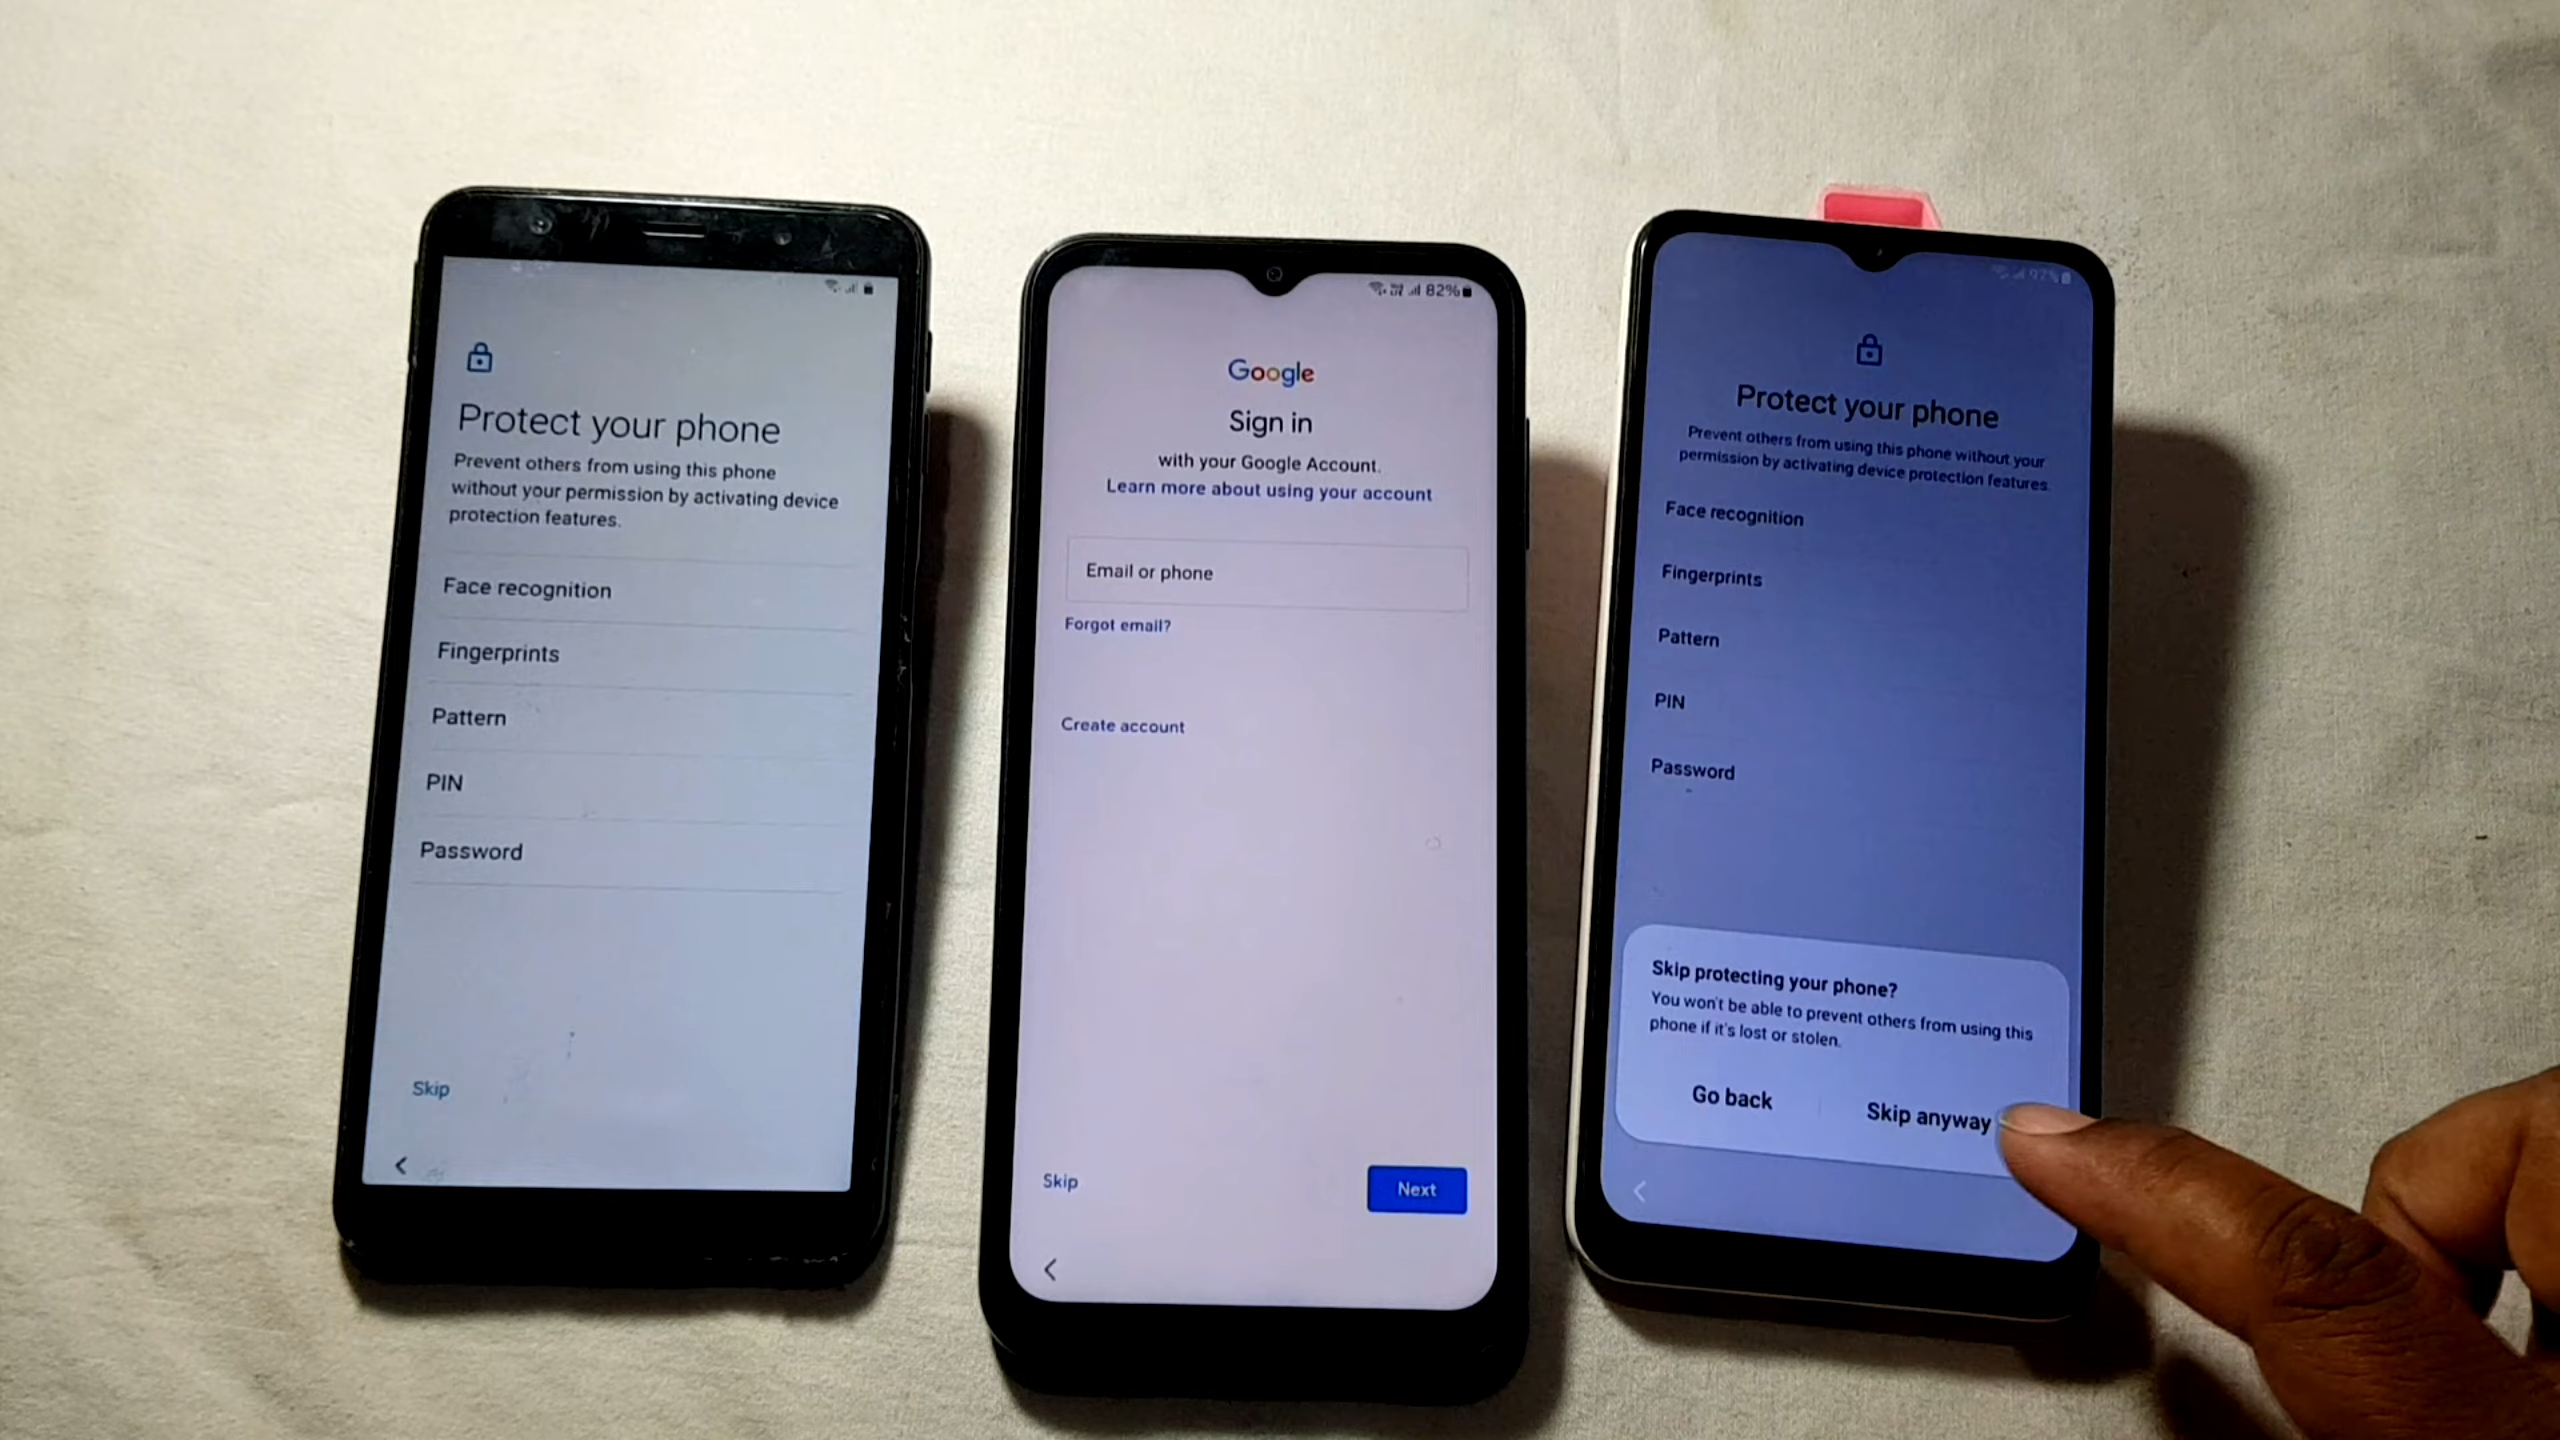 Protect your phone
Prevent others from using this phone
without your permission by activating device
protection features.
Face recognition
Fingerprints
Pattern
PIN
Password
Skip
82%
Google
Sign in
with your Google Account.
Learn more about using your account
Email or phone
Forgot email?
Create account
Skip
Next
92%
Protect your phone
Prevent others from using this phone without your
permission by activating device protection features.
Face recognition
Fingerprints
Pattern
PIN
Password
Skip protecting your phone?
You won't be able to prevent others from using this
phone if it's lost or stolen.
Go back
Skip anyway